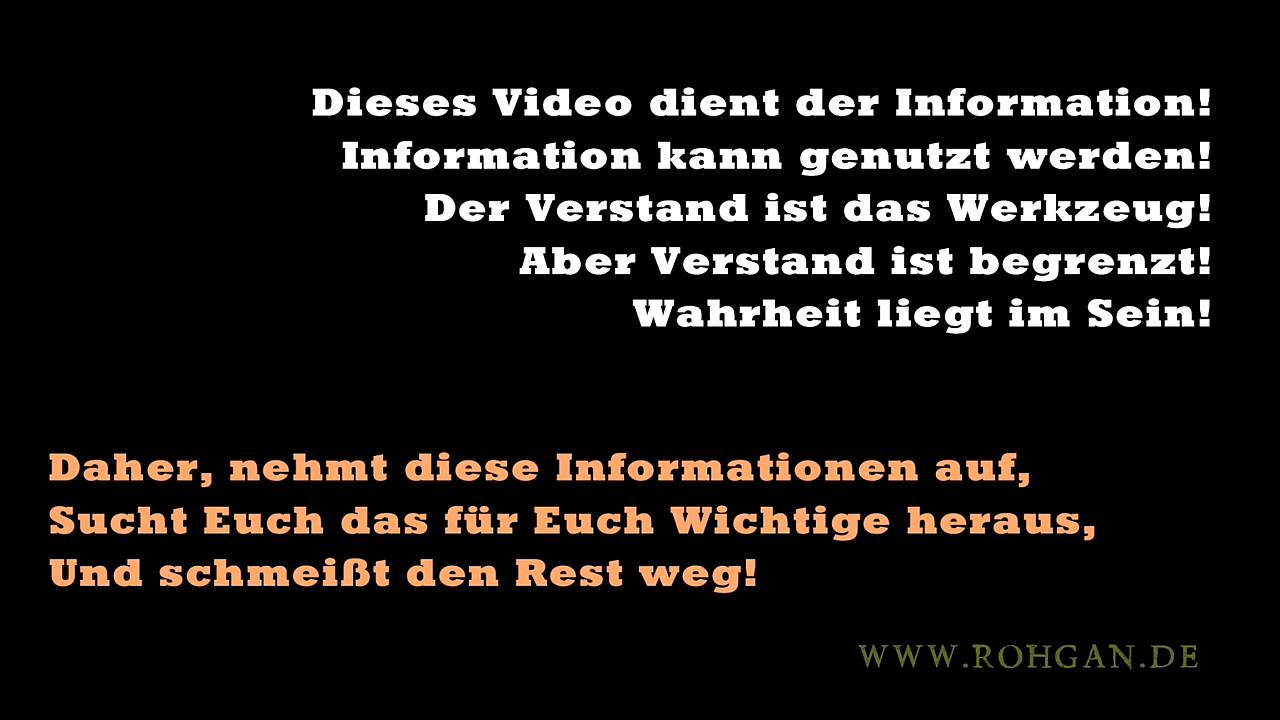 Dieses Video dient der Information!
Information kann genutzt werden!
Der Verstand ist das Werkzeug!
Aber Verstand ist begrenzt!
Wahrheit liegt im Sein!
Daher, nehmt diese Informationen auf,
Sucht Euch das für Euch Wichtige heraus,
Und schmeißt den Rest weg!
WWW.ROHGAN.DE